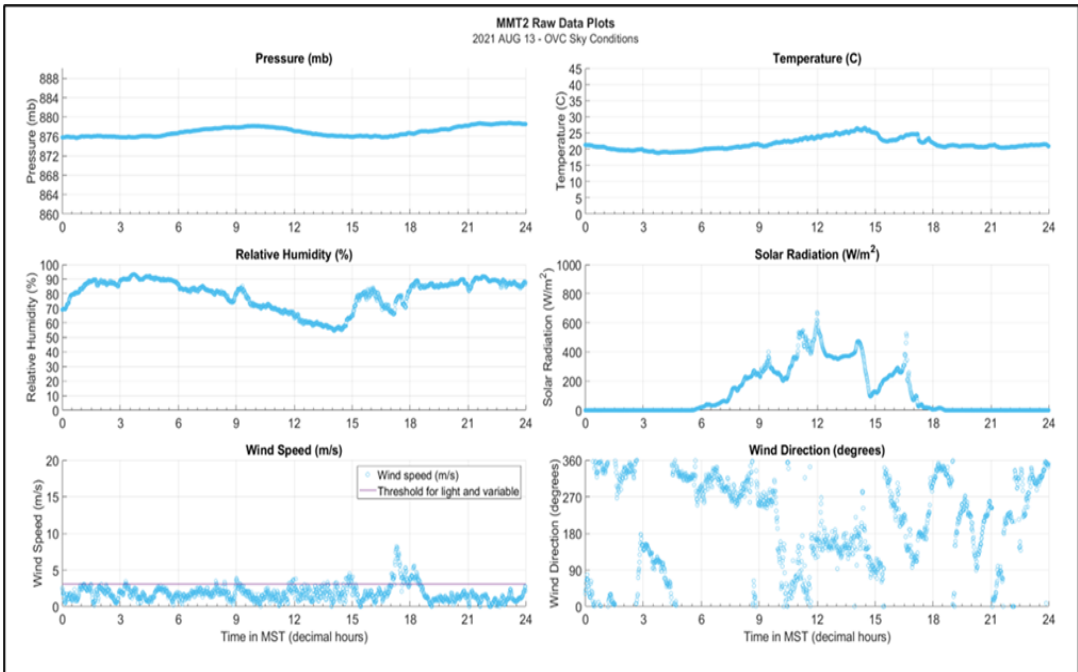 MMT2 Raw Data Plots
2021 AUG 13 - OVC Sky Conditions
Pressure (mb)
Pressure (mb)
888
884
880
876
872
868
864
860
0 3 6 9 12 15 18 21 24
Temperature (C)
Temperature (C)
45
40
35
30
25
20
15
10
5
0
0 3 6 9 12 15 18 21 24
Relative Humidity (%)
Relative Humidity (%)
100
90
80
70
60
50
40
30
20
10
0
0 3 6 9 12 15 18 21 24
Solar Radiation (W/m²)
Solar Radiation (W/m²)
1000
800
600
400
200
0
0 3 6 9 12 15 18 21 24
Wind Speed (m/s)
Wind Speed (m/s)
20
15
10
5
0
Wind speed (m/s)
Threshold for light and variable
0 3 6 9 12 15 18 21 24
Time in MST (decimal hours)
Wind Direction (degrees)
Wind Direction (degrees)
360
270
180
90
0
0 3 6 9 12 15 18 21 24
Time in MST (decimal hours)